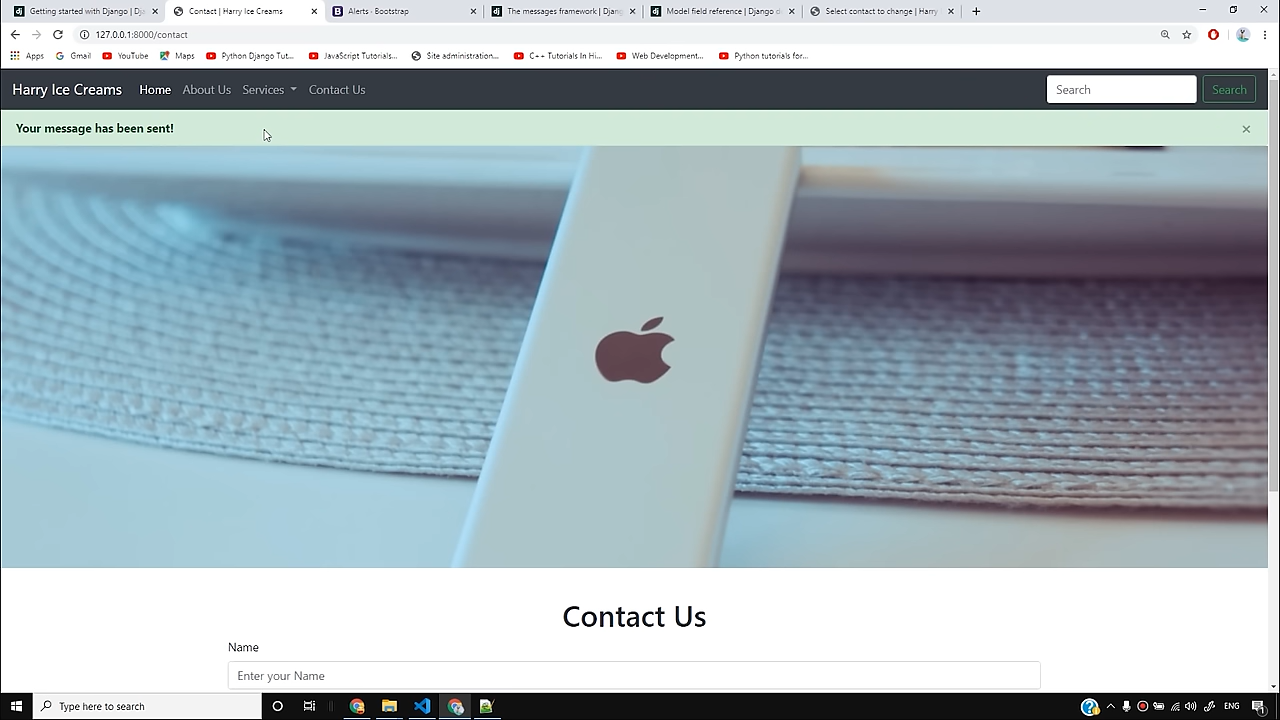 Getting started with Django | Dj
Contact | Harry Ice Creams
Alerts · Bootstrap
The messages framework | Djang
Model field reference | Django d
Select contact to change | Harry
127.0.0.1:8000/contact
Apps
Gmail
YouTube
Maps
Python Django Tut...
JavaScript Tutorials...
Site administration...
C++ Tutorials In Hi...
Web Development...
Python tutorials for...
Harry Ice Creams
Home
About Us
Services
Contact Us
Search
Search
Your message has been sent!
Contact Us
Name
Enter your Name
Type here to search
ENG